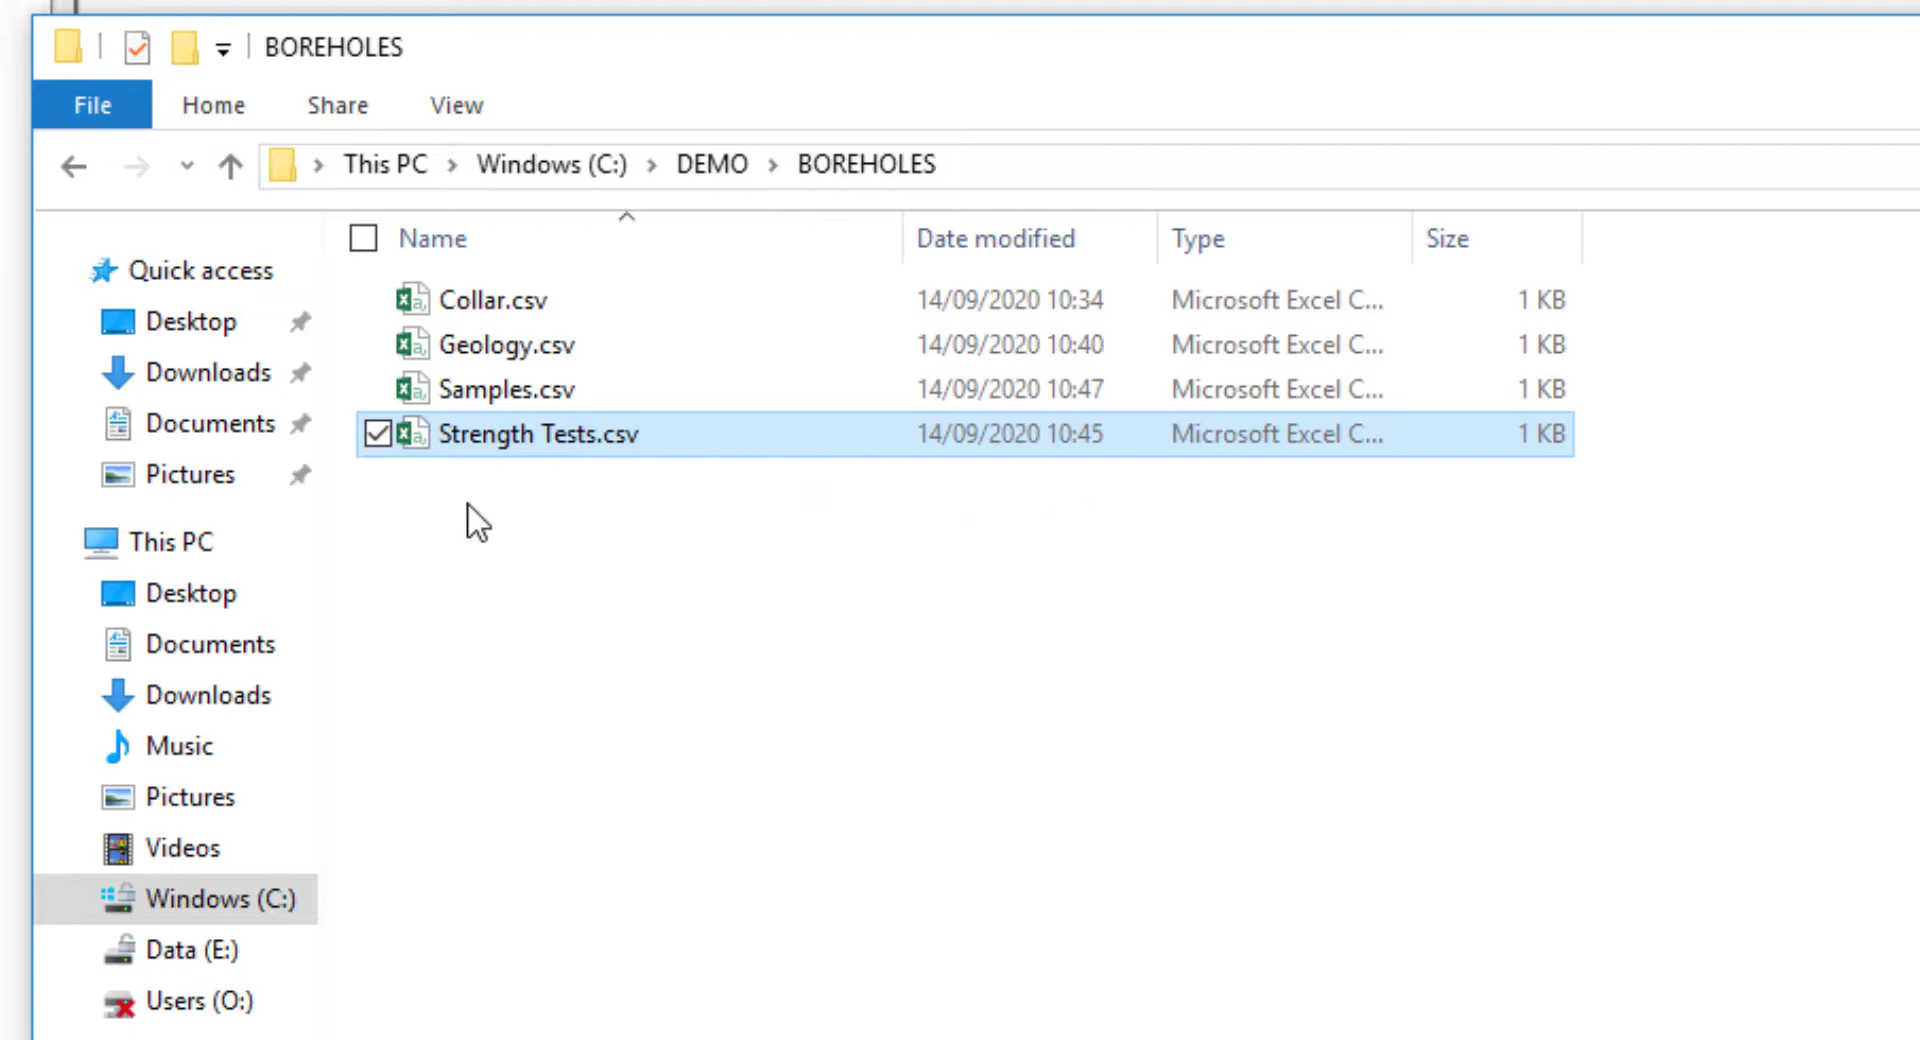 BOREHOLES
File Home Share View
This PC Windows (C:) DEMO BOREHOLES
Name Date modified Type Size
Collar.csv 14/09/2020 10:34 Microsoft Excel C... 1 KB
Geology.csv 14/09/2020 10:40 Microsoft Excel C... 1 KB
Samples.csv 14/09/2020 10:47 Microsoft Excel C... 1 KB
Strength Tests.csv 14/09/2020 10:45 Microsoft Excel C... 1 KB
Quick access
Desktop
Downloads
Documents
Pictures
This PC
Desktop
Documents
Downloads
Music
Pictures
Videos
Windows (C:)
Data (E:)
Users (O:)